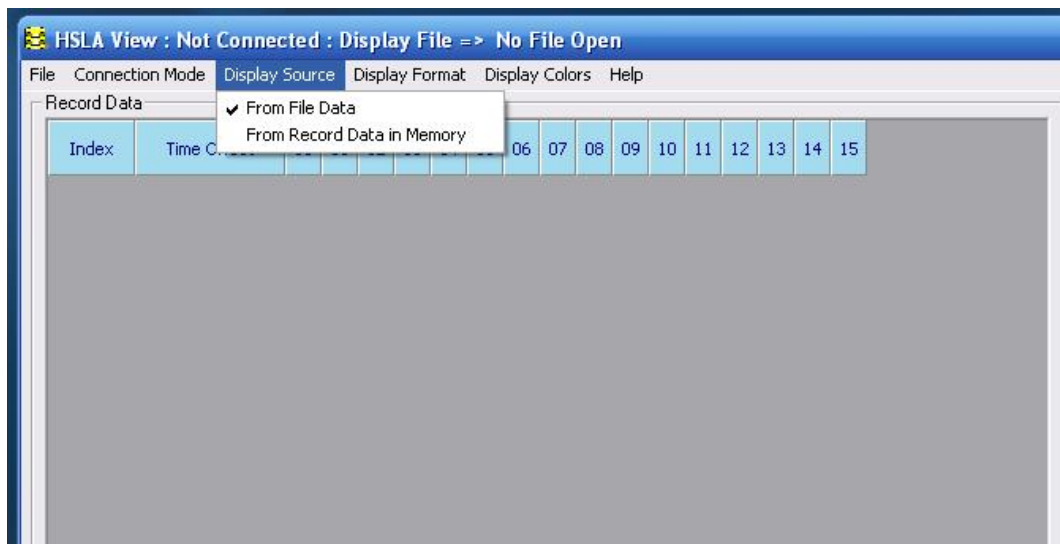 HSLA View : Not Connected : Display File => No File Open
File Connection Mode Display Source Display Format Display Colors Help
Record Data
✓ From File Data
From Record Data in Memory
Index Time 06 07 08 09 10 11 12 13 14 15